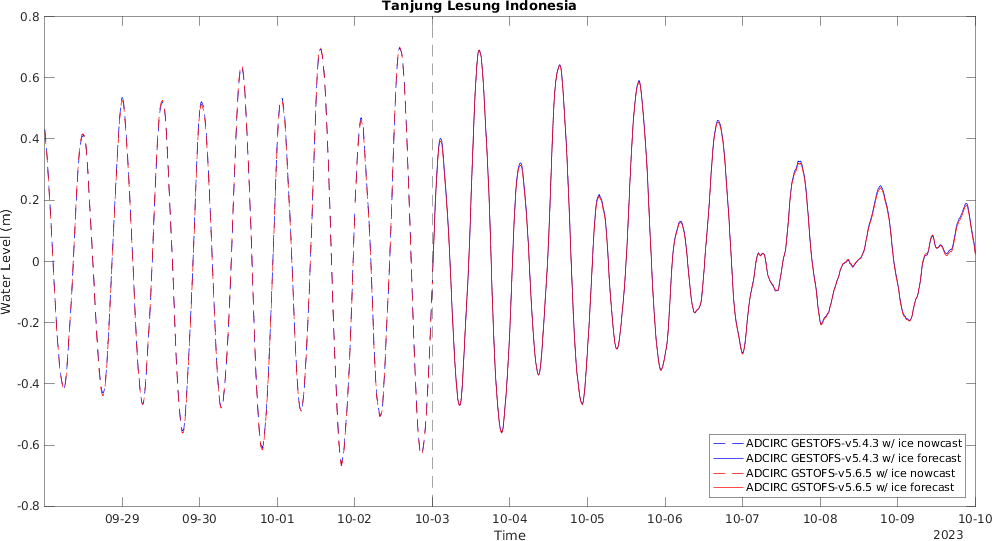 Tanjung Lesung Indonesia
0.8
0.6
0.4
0.2
0
-0.2
-0.4
-0.6
-0.8
Water Level (m)
ADCIRC GESTOFS-v5.4.3 w/ ice nowcast
ADCIRC GESTOFS-v5.4.3 w/ ice forecast
ADCIRC GSTOFS-v5.6.5 w/ ice nowcast
ADCIRC GSTOFS-v5.6.5 w/ ice forecast
09-29 09-30 10-01 10-02 10-03 10-04 10-05 10-06 10-07 10-08 10-09 10-10
Time
2023